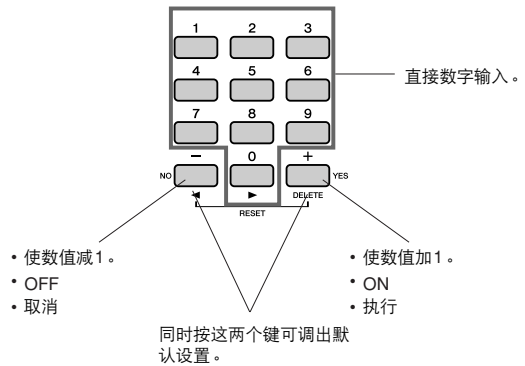 1 2 3
直接数字输入。
4 5 6
7 8 9
− 0 +
NO YES
◀ ▶ DELETE
RESET
• 使数值减1。
• OFF
• 取消
• 使数值加1。
• ON
• 执行
同时按这两个键可调出默
认设置。